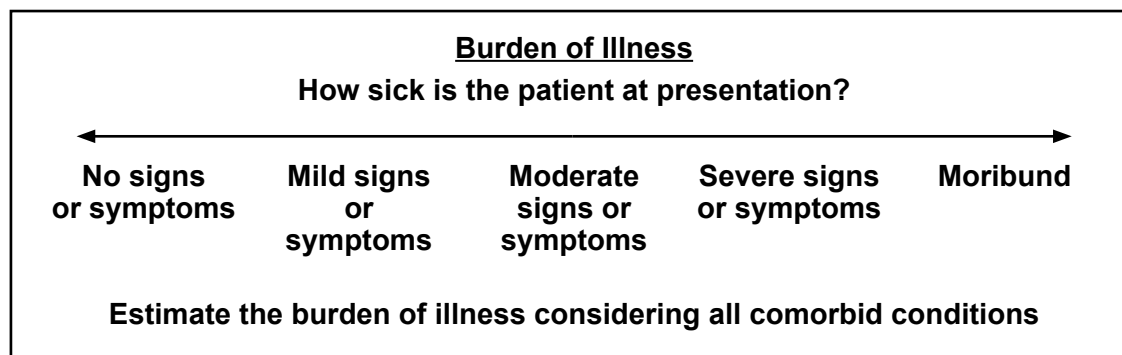 Burden of Illness
How sick is the patient at presentation?
No signs
or symptoms
Mild signs
or
symptoms
Moderate
signs or
symptoms
Severe signs
or symptoms
Moribund
Estimate the burden of illness considering all comorbid conditions